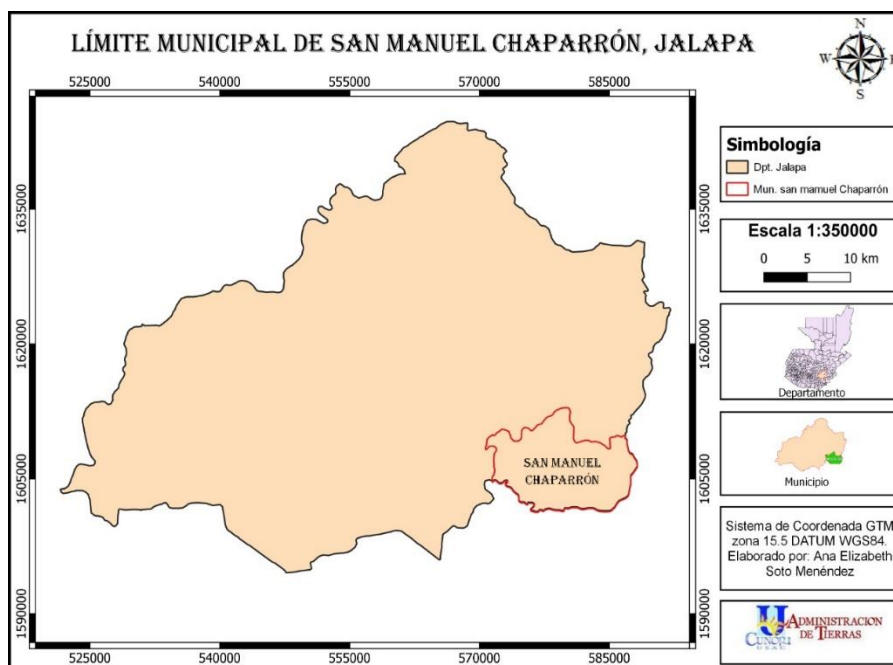 LÍMITE MUNICIPAL DE SAN MANUEL CHAPARRÓN, JALAPA
N
W
E
S
525000 540000 555000 570000 585000
1635000
1620000
1605000
1590000
SAN MANUEL
CHAPARRÓN
1635000
1620000
1605000
1590000
525000 540000 555000 570000 585000
Simbología
Dpt. Jalapa
Mun. san mamuel Chaparrón
Escala 1:350000
0 5 10 km
Departamento
Municipio
Sistema de Coordenada GTM
zona 15.5 DATUM WGS84.
Elaborado por: Ana Elizabeth
Soto Menéndez
U
CUNORI
USAC
ADMINISTRACION
DE TIERRAS